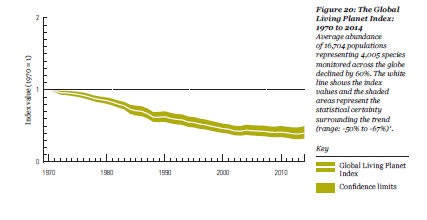 Figure 20: The Global
Living Planet Index:
1970 to 2014
Average abundance
of 16,704 populations
representing 4,005 species
monitored across the globe
declined by 60%. The white
line shows the index
values and the shaded
areas represent the
statistical certainty
surrounding the trend
(range: -50% to -67%)¹.
Key
Global Living Planet
Index
Confidence limits
Index value (1970 = 1)
2
1
0
1970
1980
1990
2000
2010